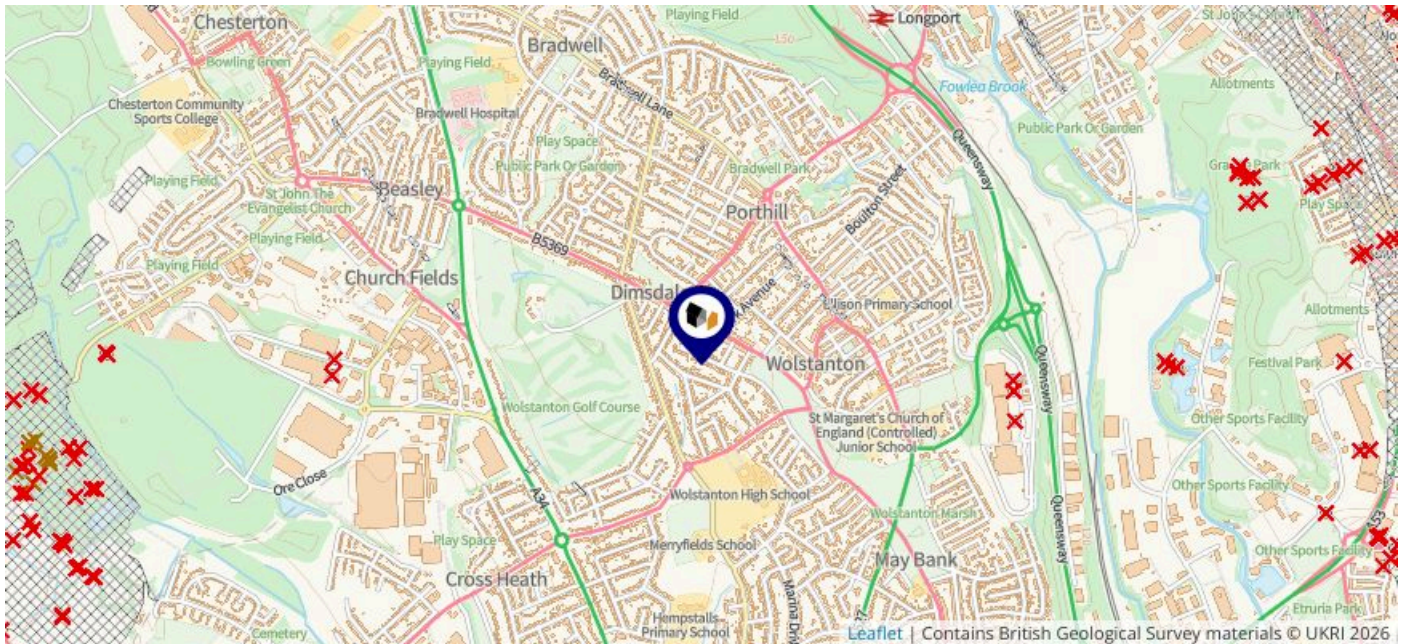 Playing Field
Longport
St John's
Chesterton
Bradwell
L50
Bowling Green
Playing Field
Bradwell Lane
Fowlea Brook
Allotments
Chesterton Community
Sports College
Bradwell Hospital
Public Park Or Garden
Play Space
Queensway
Public Park Or Garden
Bradwell Park
Park
Playing Field
St John The
Evangelist Church
Beasley
Boulton Street
Play Space
Porthill
Playing Field
B5369
Playing Field
Church Fields
Dimsdale
Avenue
Ellison Primary School
Allotments
Wolstanton
Queensway
Festival Park
Wolstanton Golf Course
St Margaret's Church of
England (Controlled)
Junior School
Other Sports Facility
Ore Close
A34
Wolstanton High School
Other Sports Facility
Queensway
Wolstanton Marsh
A53
Play Space
Merryfields School
May Bank
Other Sports Facility
Cross Heath
Hempstalls
Primary School
Etruria Park
Cemetery
Leaflet | Contains British Geological Survey materials © UKRI 2026